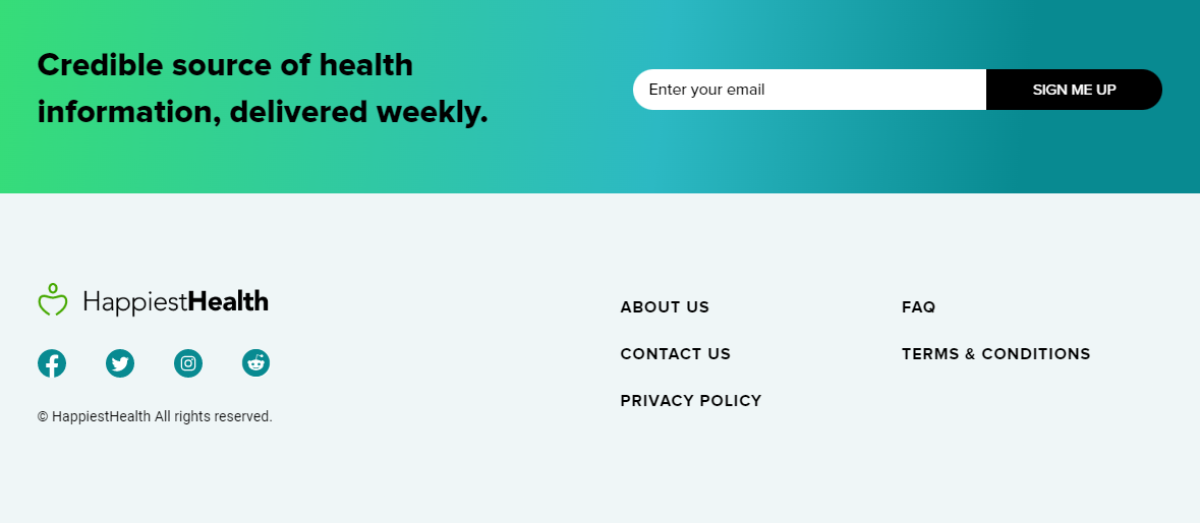 Credible source of health
information, delivered weekly.
Enter your email
SIGN ME UP
HappiestHealth
© HappiestHealth All rights reserved.
ABOUT US
CONTACT US
PRIVACY POLICY
FAQ
TERMS & CONDITIONS